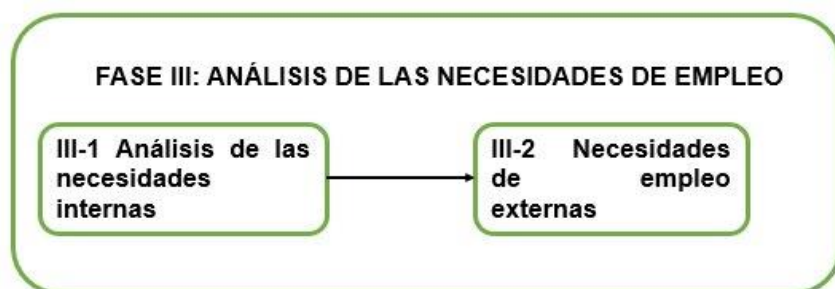 FASE III: ANÁLISIS DE LAS NECESIDADES DE EMPLEO
III-1 Análisis de las
necesidades
internas
III-2 Necesidades
de empleo
externas